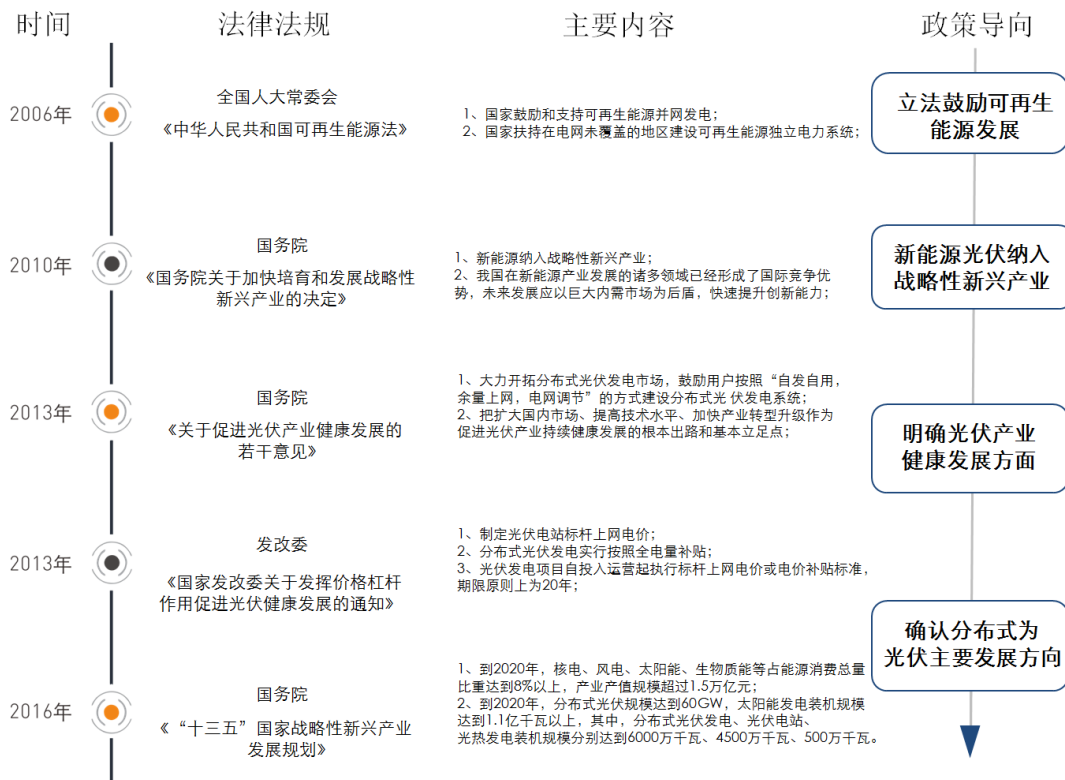 时间 法律法规 主要内容 政策导向
2006年
全国人大常委会
《中华人民共和国可再生能源法》
1、国家鼓励和支持可再生能源并网发电；
2、国家扶持在电网未覆盖的地区建设可再生能源独立电力系统；
立法鼓励可再生
能源发展
2010年
国务院
《国务院关于加快培育和发展战略性
新兴产业的决定》
1、新能源纳入战略性新兴产业；
2、我国在新能源产业发展的诸多领域已经形成了国际竞争优
势，未来发展应以巨大内需市场为后盾，快速提升创新能力；
新能源光伏纳入
战略性新兴产业
2013年
国务院
《关于促进光伏产业健康发展的
若干意见》
1、大力开拓分布式光伏发电市场，鼓励用户按照“自发自用，
余量上网，电网调节”的方式建设分布式光 伏发电系统；
2、把扩大国内市场、提高技术水平、加快产业转型升级作为
促进光伏产业持续健康发展的根本出路和基本立足点；
明确光伏产业
健康发展方面
2013年
发改委
《国家发改委关于发挥价格杠杆
作用促进光伏健康发展的通知》
1、制定光伏电站标杆上网电价；
2、分布式光伏发电实行按照全电量补贴；
3、光伏发电项目自投入运营起执行标杆上网电价或电价补贴标准，
期限原则上为20年；
确认分布式为
光伏主要发展方向
2016年
国务院
《“十三五”国家战略性新兴产业
发展规划》
1、到2020年，核电、风电、太阳能、生物质能等占能源消费总量
比重达到8%以上，产业产值规模超过1.5万亿元；
2、到2020年，分布式光伏规模达到60GW，太阳能发电装机规模
达到1.1亿千瓦以上，其中，分布式光伏发电、光伏电站、
光热发电装机规模分别达到6000万千瓦、4500万千瓦、500万千瓦。